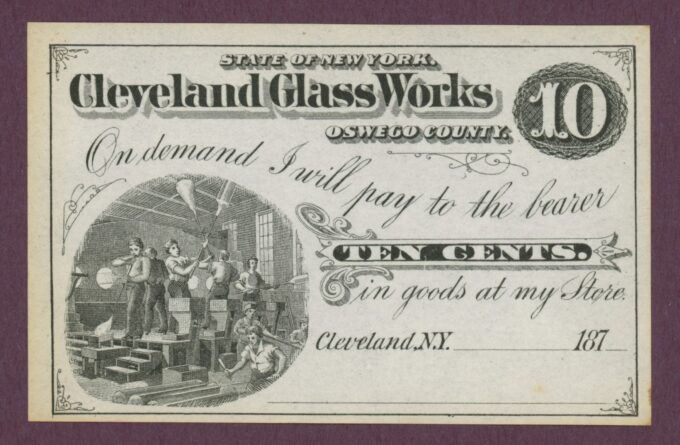 STATE OF NEW YORK.
Cleveland Glass Works
OSWEGO COUNTY.
10
On demand I will pay to the bearer
TEN CENTS.
in goods at my Store.
Cleveland, N.Y. 187